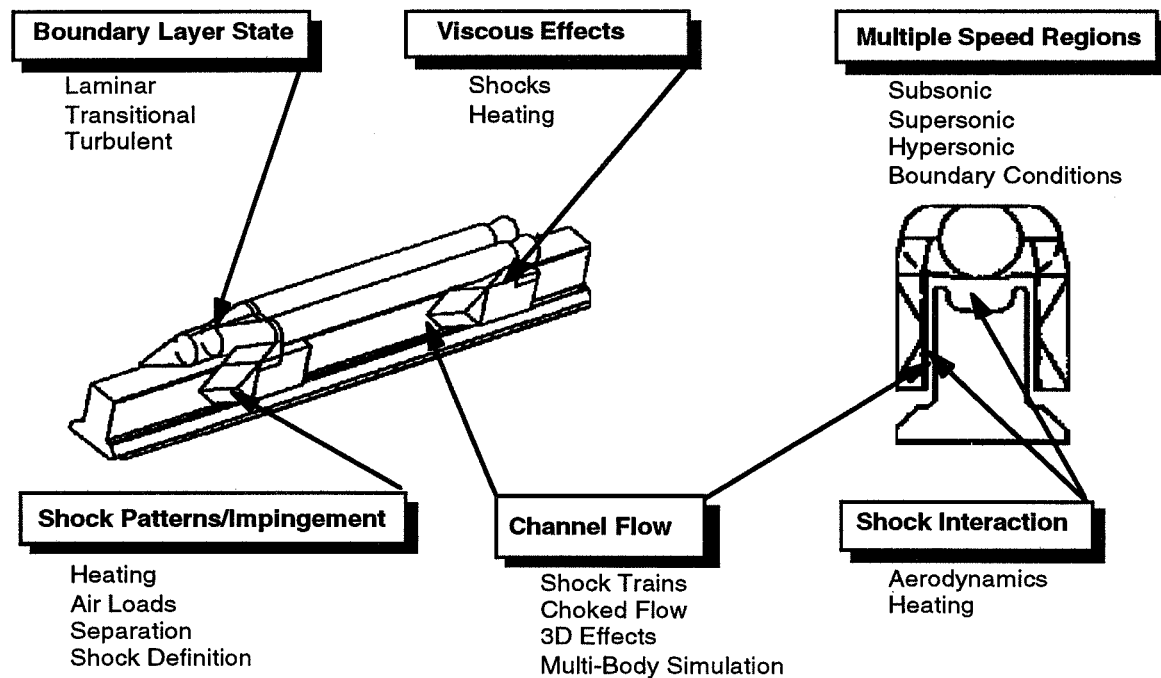 Boundary Layer State
Laminar
Transitional
Turbulent
Viscous Effects
Shocks
Heating
Multiple Speed Regions
Subsonic
Supersonic
Hypersonic
Boundary Conditions
Shock Patterns/Impingement
Heating
Air Loads
Separation
Shock Definition
Channel Flow
Shock Trains
Choked Flow
3D Effects
Multi-Body Simulation
Shock Interaction
Aerodynamics
Heating